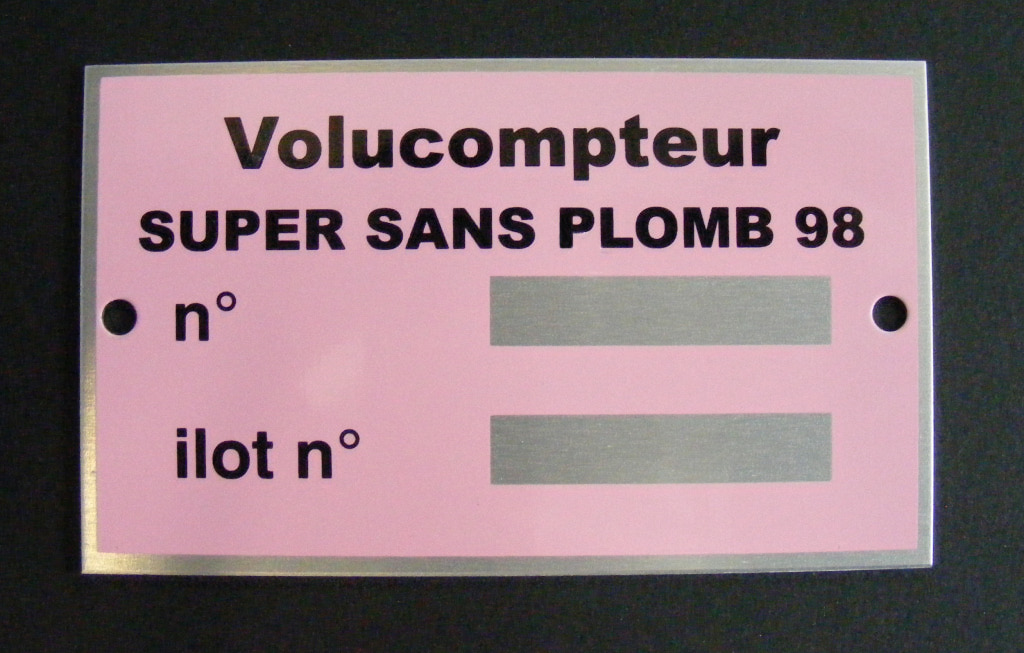 Volucompteur
SUPER SANS PLOMB 98
n°
ilot n°